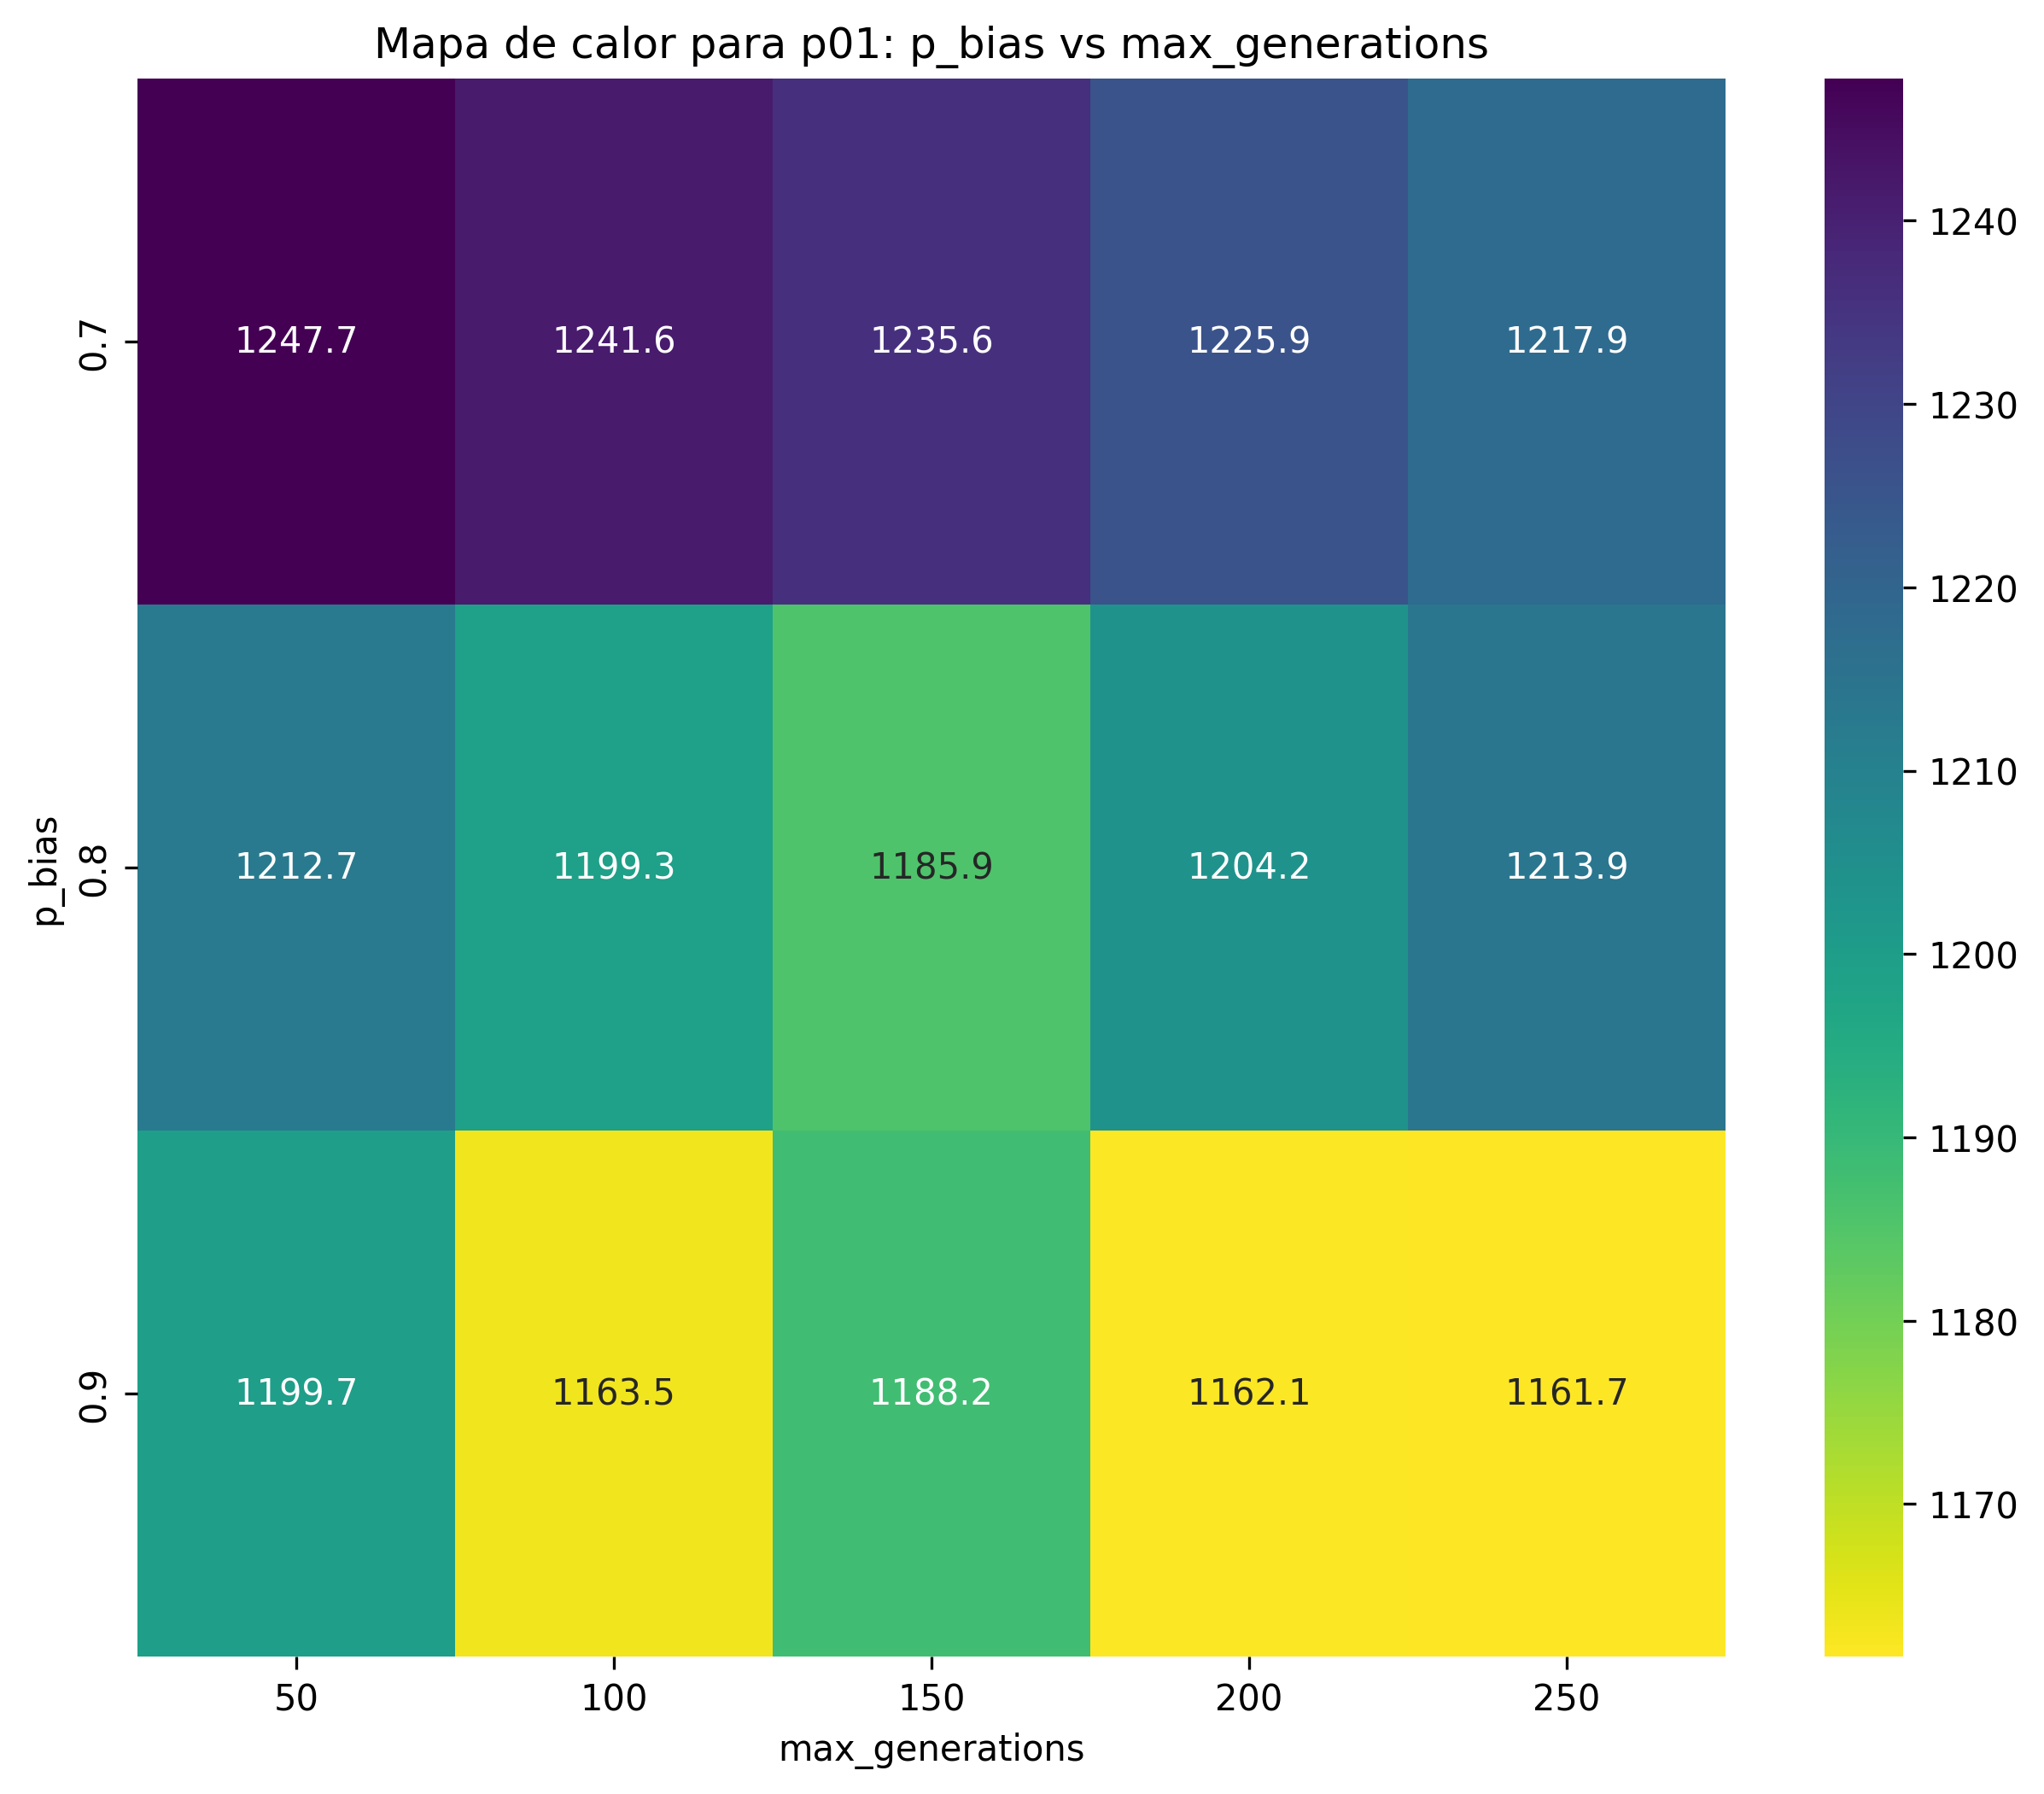 Mapa de calor para p01: p_bias vs max_generations
p_bias
0.7
1247.7 1241.6 1235.6 1225.9 1217.9
0.8
1212.7 1199.3 1185.9 1204.2 1213.9
0.9
1199.7 1163.5 1188.2 1162.1 1161.7
50 100 150 200 250
max_generations
1240
1230
1220
1210
1200
1190
1180
1170